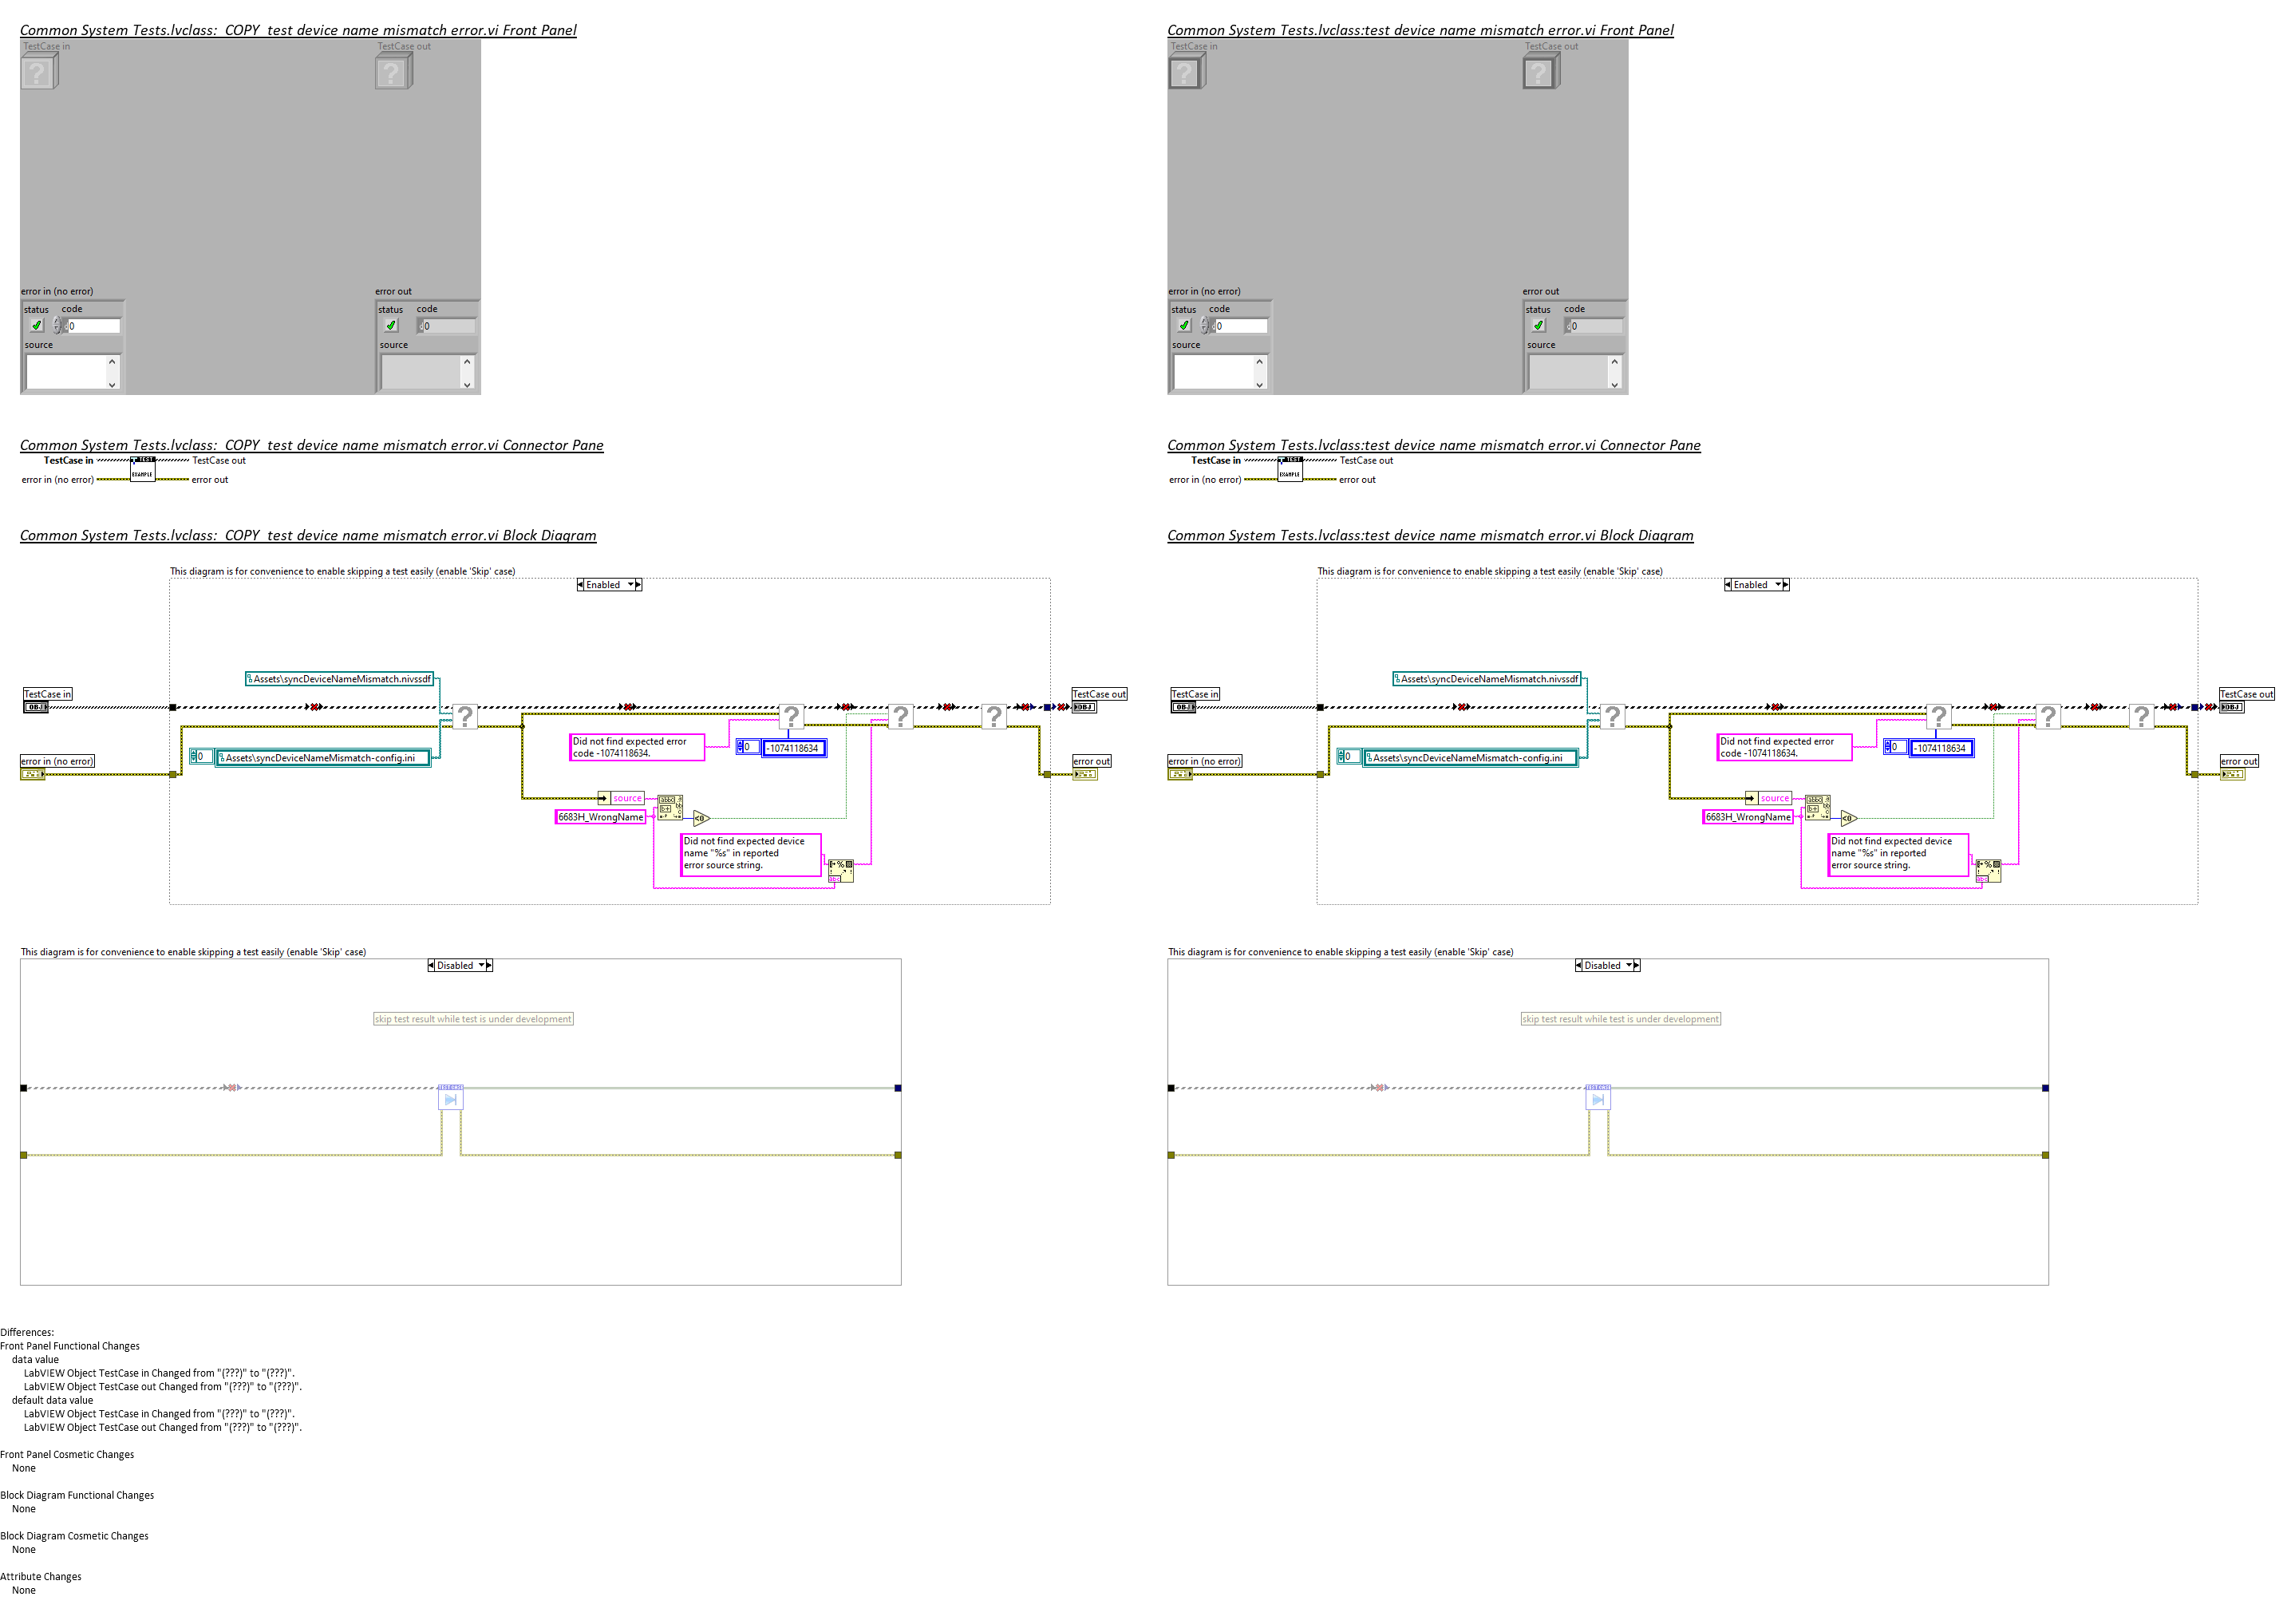 Common System Tests.lvclass:  COPY  test device name mismatch error.vi Front Panel
TestCase in
TestCase out
error in (no error)
status
code
0
source
error out
status
code
0
source
Common System Tests.lvclass:  COPY  test device name mismatch error.vi Connector Pane
TestCase in
TEST
EXAMPLE
TestCase out
error in (no error)
error out
Common System Tests.lvclass:  COPY  test device name mismatch error.vi Block Diagram
This diagram is for convenience to enable skipping a test easily (enable 'Skip' case)
Enabled
Assets\syncDeviceNameMismatch.nivssdf
TestCase in
OBJ
TestCase out
OBJ
Did not find expected error
code -1074118634.
0
-1074118634
0
Assets\syncDeviceNameMismatch-config.ini
error in (no error)
error out
source
6683H_WrongName
Did not find expected device
name "%s" in reported
error source string.
This diagram is for convenience to enable skipping a test easily (enable 'Skip' case)
Disabled
skip test result while test is under development
Common System Tests.lvclass:test device name mismatch error.vi Front Panel
TestCase in
TestCase out
error in (no error)
status
code
0
source
error out
status
code
0
source
Common System Tests.lvclass:test device name mismatch error.vi Connector Pane
TestCase in
TEST
EXAMPLE
TestCase out
error in (no error)
error out
Common System Tests.lvclass:test device name mismatch error.vi Block Diagram
This diagram is for convenience to enable skipping a test easily (enable 'Skip' case)
Enabled
Assets\syncDeviceNameMismatch.nivssdf
TestCase in
OBJ
TestCase out
OBJ
Did not find expected error
code -1074118634.
0
-1074118634
0
Assets\syncDeviceNameMismatch-config.ini
error in (no error)
error out
source
6683H_WrongName
Did not find expected device
name "%s" in reported
error source string.
This diagram is for convenience to enable skipping a test easily (enable 'Skip' case)
Disabled
skip test result while test is under development
Differences:
Front Panel Functional Changes
data value
LabVIEW Object TestCase in Changed from "(???)" to "(???)".
LabVIEW Object TestCase out Changed from "(???)" to "(???)".
default data value
LabVIEW Object TestCase in Changed from "(???)" to "(???)".
LabVIEW Object TestCase out Changed from "(???)" to "(???)".
Front Panel Cosmetic Changes
None
Block Diagram Functional Changes
None
Block Diagram Cosmetic Changes
None
Attribute Changes
None